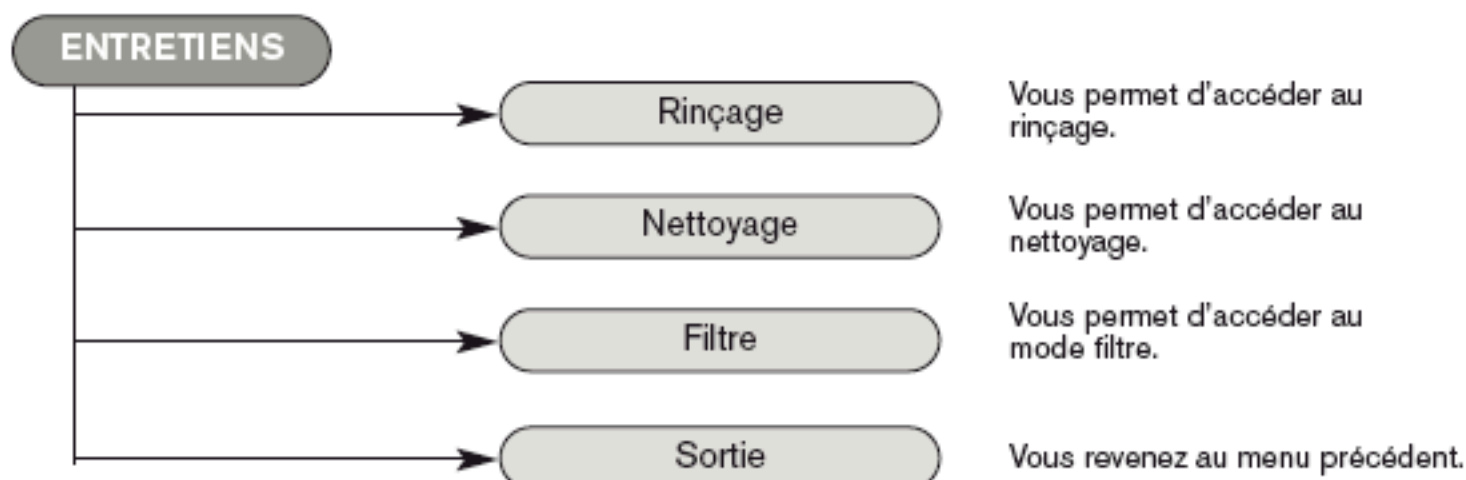 ENTRETIENS
Rinçage
Vous permet d'accéder au
rinçage.
Nettoyage
Vous permet d'accéder au
nettoyage.
Filtre
Vous permet d'accéder au
mode filtre.
Sortie
Vous revenez au menu précédent.